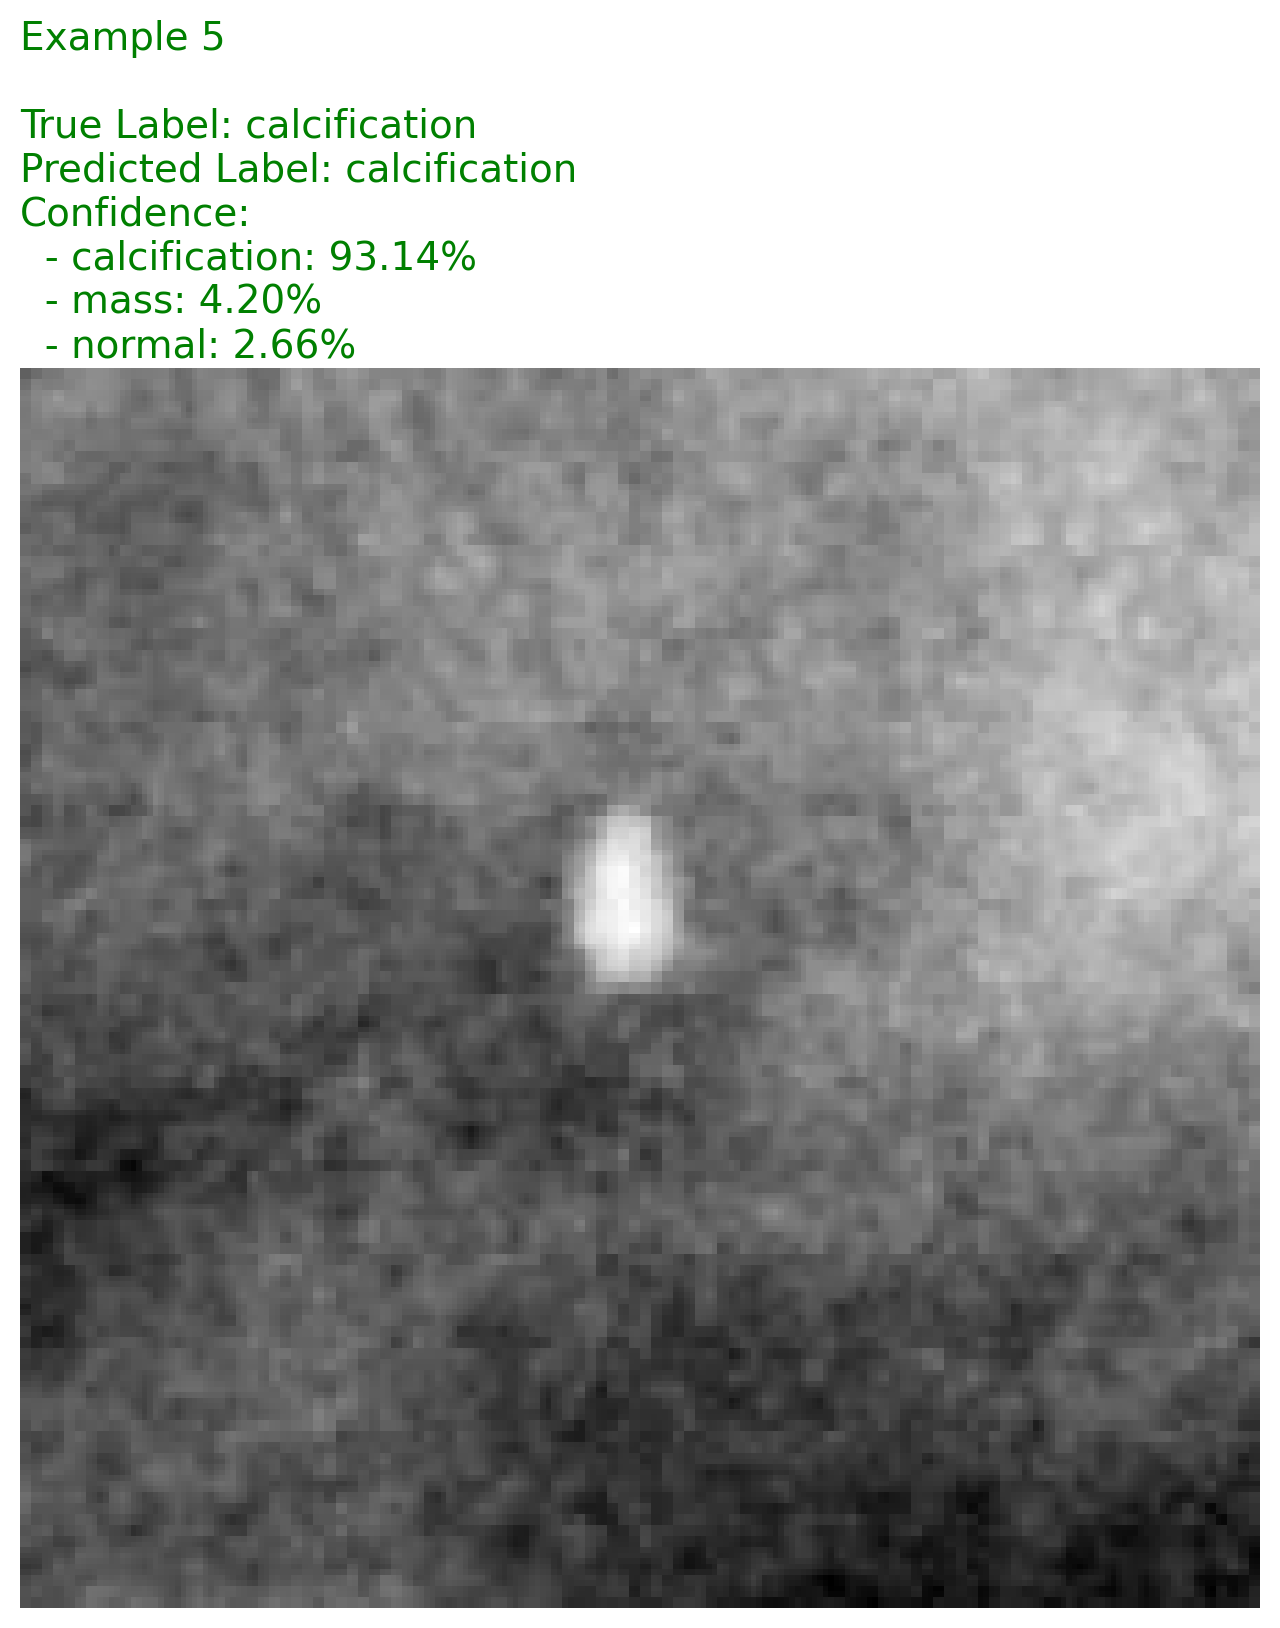 Example 5
True Label: calcification
Predicted Label: calcification
Confidence:
- calcification: 93.14%
- mass: 4.20%
- normal: 2.66%